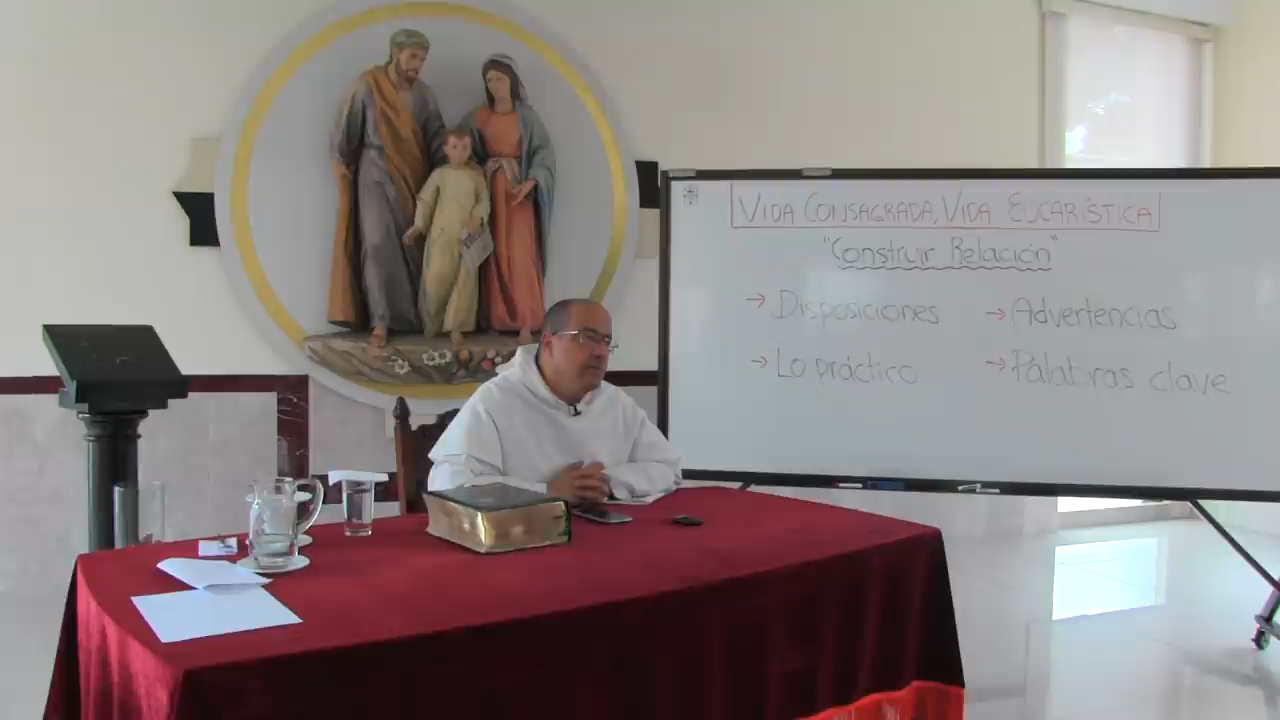 VIDA CONSAGRADA, VIDA EUCARÍSTICA
"Construir Relación"
→ Disposiciones → Advertencias
→ Lo práctico → Palabras clave